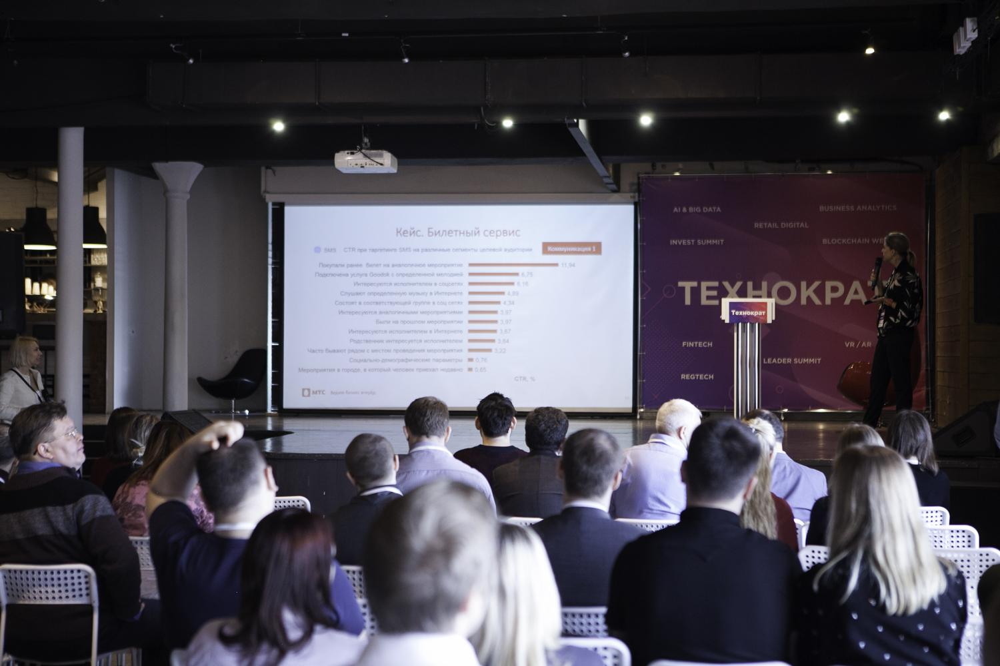 Кейс. Билетный сервис
SMS CTR при таргетинге SMS на различные сегменты целевой аудитории
Коммуникация 1
Покупали ранее билет на аналогичное мероприятие 11,94
Подключена услуга Goodok с определенной мелодией 6,75
Интересуются исполнителем в соцсетях 6,16
Слушают определенную музыку в Интернете 4,89
Состоят в соответствующей группе в соц сетях 4,34
Интересуются аналогичными мероприятиями 3,97
Были на прошлом мероприятии 3,97
Интересуются исполнителем в Интернете 3,87
Родственник интересуется исполнителем 3,64
Часто бывают рядом с местом проведения мероприятия 3,22
Социально-демографические параметры 0,76
Мероприятия в городе, в который человек приехал недавно 0,65
CTR, %
МТС Ведем бизнес вперёд
AI & BIG DATA
BUSINESS ANALYTICS
RETAIL DIGITAL
INVEST SUMMIT
BLOCKCHAIN WE
ТЕХНОКРАТ
Технократ
FINTECH
VR / AR
LEADER SUMMIT
REGTECH